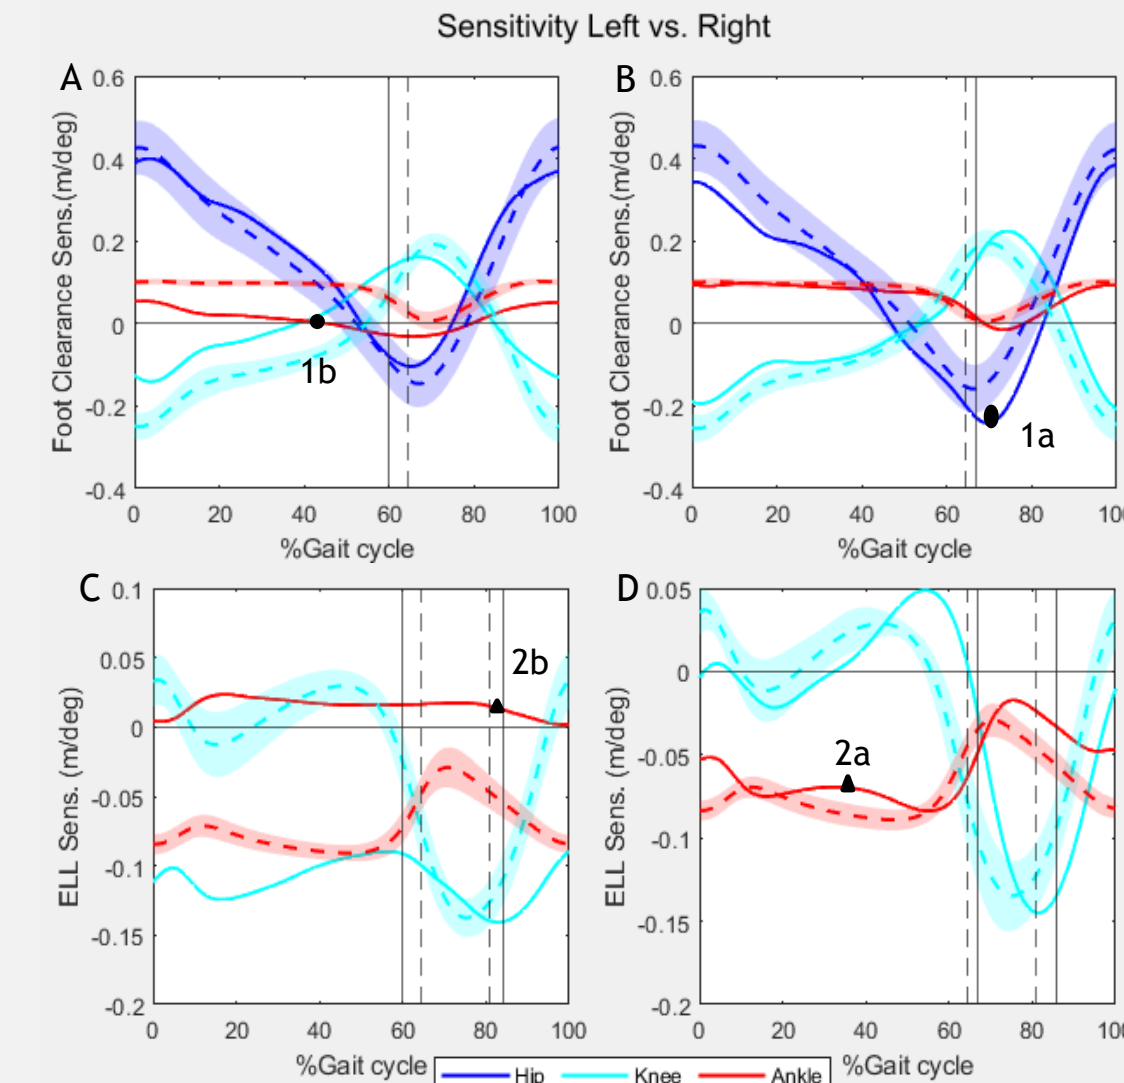 Sensitivity Left vs. Right
A
B
0.6
0.4
0.2
0
-0.2
-0.4
Foot Clearance Sens.(m/deg)
1b
0 20 40 60 80 100
%Gait cycle
0.6
0.4
0.2
0
-0.2
-0.4
Foot Clearance Sens.(m/deg)
1a
0 20 40 60 80 10
%Gait cycle
C
D
0.1
0.05
0
-0.05
-0.1
-0.15
-0.2
ELL Sens. (m/deg)
2b
0 20 40 60 80 100
%Gait cycle
0.05
0
-0.05
-0.1
-0.15
-0.2
ELL Sens. (m/deg)
2a
0 20 40 60 80 10
%Gait cycle
Hip Knee Ankle